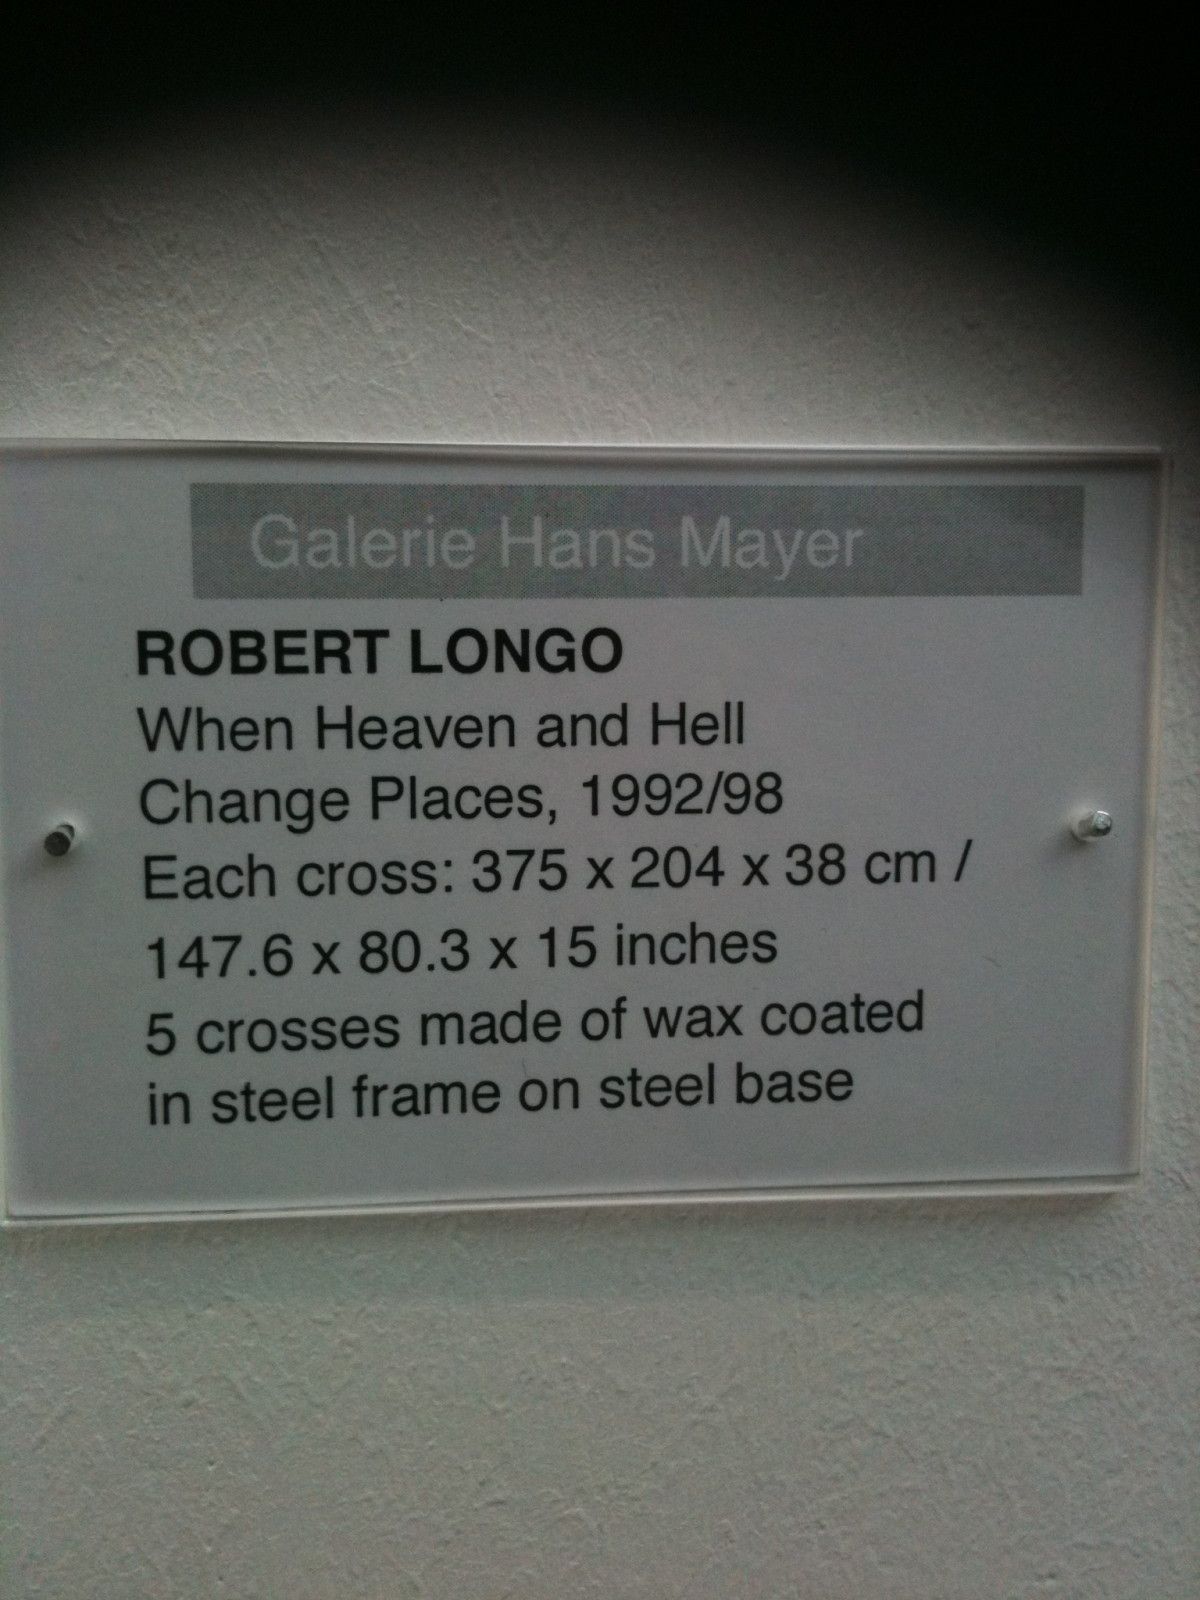 Galerie Hans Mayer
ROBERT LONGO
When Heaven and Hell
Change Places, 1992/98
Each cross: 375 x 204 x 38 cm /
147.6 x 80.3 x 15 inches
5 crosses made of wax coated
in steel frame on steel base